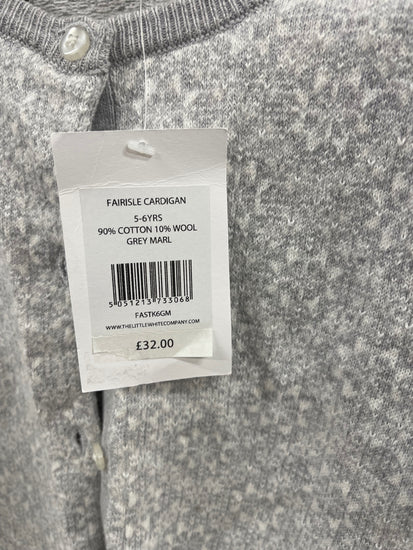 FAIRISLE CARDIGAN
5-6YRS
90% COTTON 10% WOOL
GREY MARL
5 051213 733068
FASTK6GM
WWW.THELITTLEWHITECOMPANY.COM
£32.00